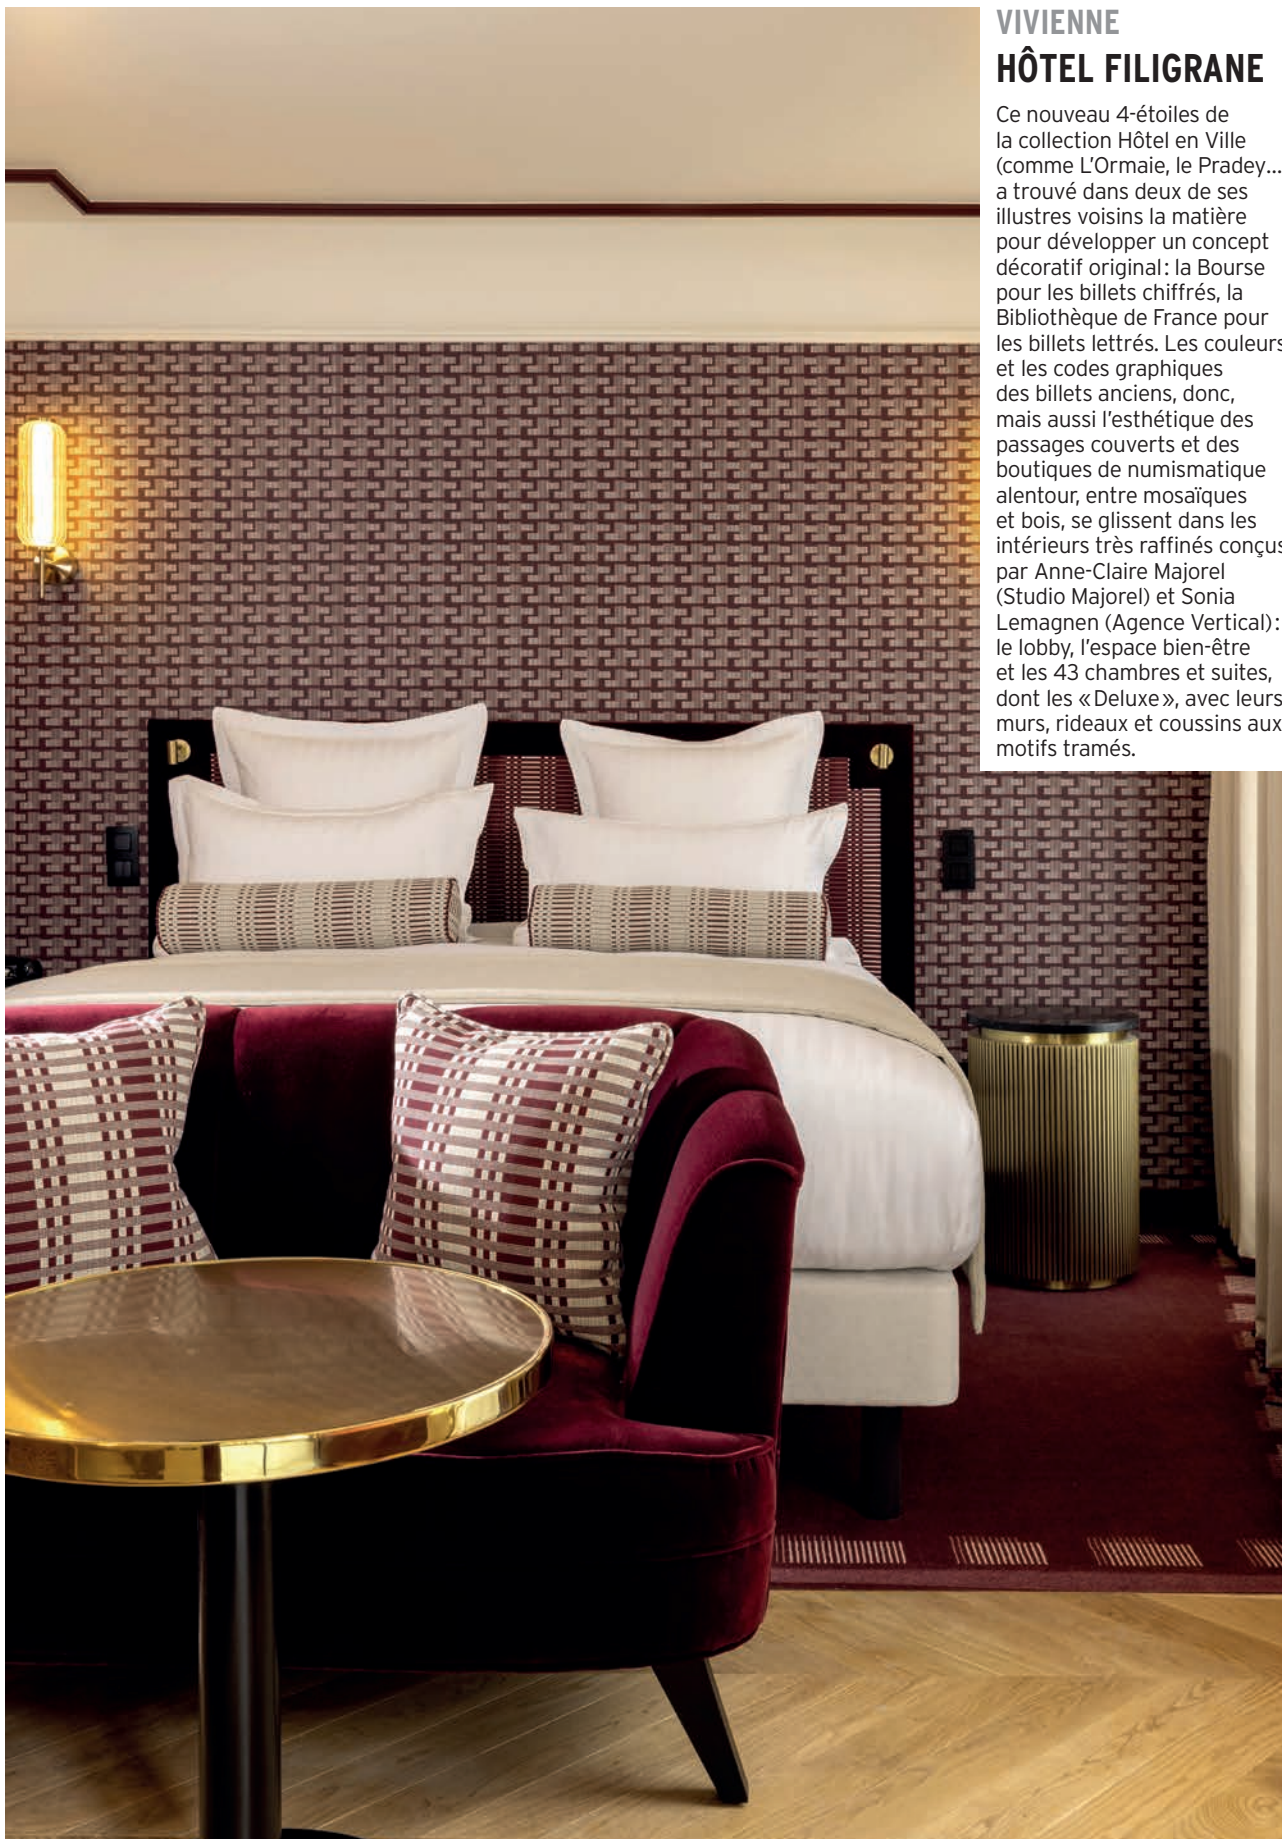 VIVIENNE
HÔTEL FILIGRANE
Ce nouveau 4-étoiles de
la collection Hôtel en Ville
(comme L'Ormaie, le Pradey...
a trouvé dans deux de ses
illustres voisins la matière
pour développer un concept
décoratif original : la Bourse
pour les billets chiffrés, la
Bibliothèque de France pour
les billets lettrés. Les couleurs
et les codes graphiques
des billets anciens, donc,
mais aussi l'esthétique des
passages couverts et des
boutiques de numismatique
alentour, entre mosaïques
et bois, se glissent dans les
intérieurs très raffinés conçus
par Anne-Claire Majorel
(Studio Majorel) et Sonia
Lemagnen (Agence Vertical) :
le lobby, l'espace bien-être
et les 43 chambres et suites,
dont les « Deluxe », avec leurs
murs, rideaux et coussins aux
motifs tramés.